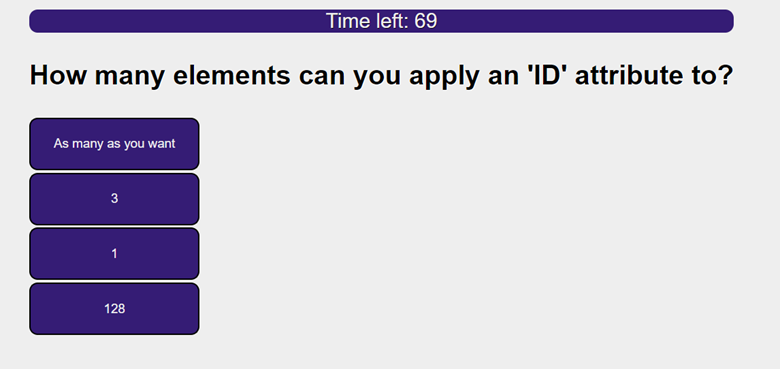 Time left: 69
How many elements can you apply an 'ID' attribute to?
As many as you want
3
1
128